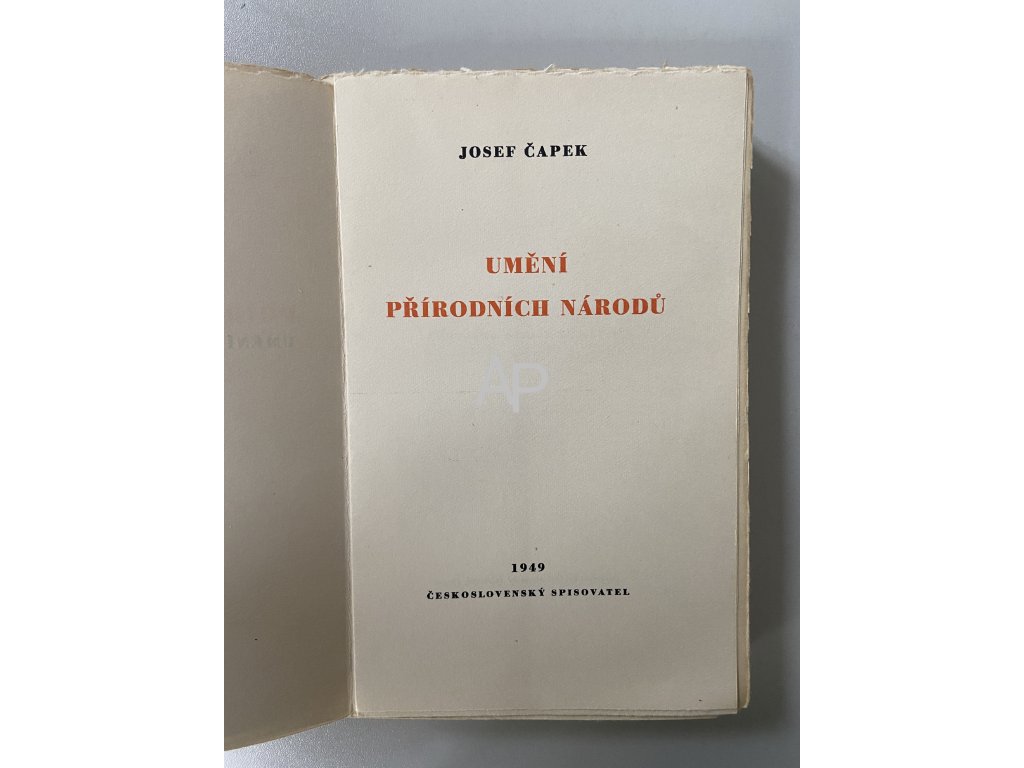 JOSEF ČAPEK
UMĚNÍ
PŘÍRODNÍCH NÁRODŮ
AP
1949
ČESKOSLOVENSKÝ SPISOVATEL